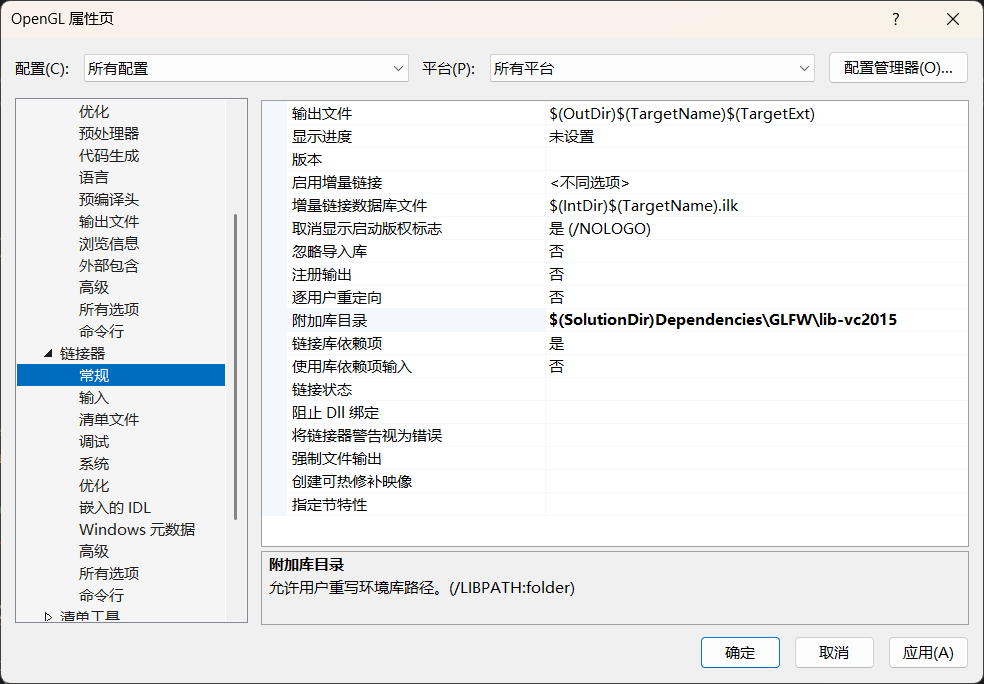 OpenGL 属性页
?
配置(C):
所有配置
平台(P):
所有平台
配置管理器(O)...
优化
预处理器
代码生成
语言
预编译头
输出文件
浏览信息
外部包含
高级
所有选项
命令行
链接器
常规
输入
清单文件
调试
系统
优化
嵌入的 IDL
Windows 元数据
高级
所有选项
命令行
清单工具
输出文件 $(OutDir)$(TargetName)$(TargetExt)
显示进度 未设置
版本
启用增量链接 <不同选项>
增量链接数据库文件 $(IntDir)$(TargetName).ilk
取消显示启动版权标志 是 (/NOLOGO)
忽略导入库 否
注册输出 否
逐用户重定向 否
附加库目录 $(SolutionDir)Dependencies\GLFW\lib-vc2015
链接库依赖项 是
使用库依赖项输入 否
链接状态
阻止 Dll 绑定
将链接器警告视为错误
强制文件输出
创建可热修补映像
指定节特性
附加库目录
允许用户重写环境库路径。(/LIBPATH:folder)
确定
取消
应用(A)